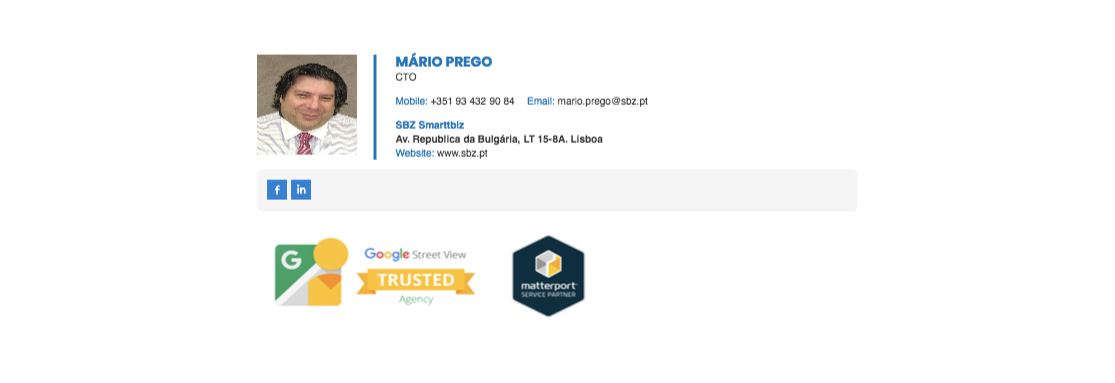 MÁRIO PREGO
CTO
Mobile: +351 93 432 90 84 Email: mario.prego@sbz.pt
SBZ Smarttbiz
Av. Republica da Bulgária, LT 15-8A. Lisboa
Website: www.sbz.pt
f in
G
Google Street View
TRUSTED
Agency
matterport
SERVICE PARTNER